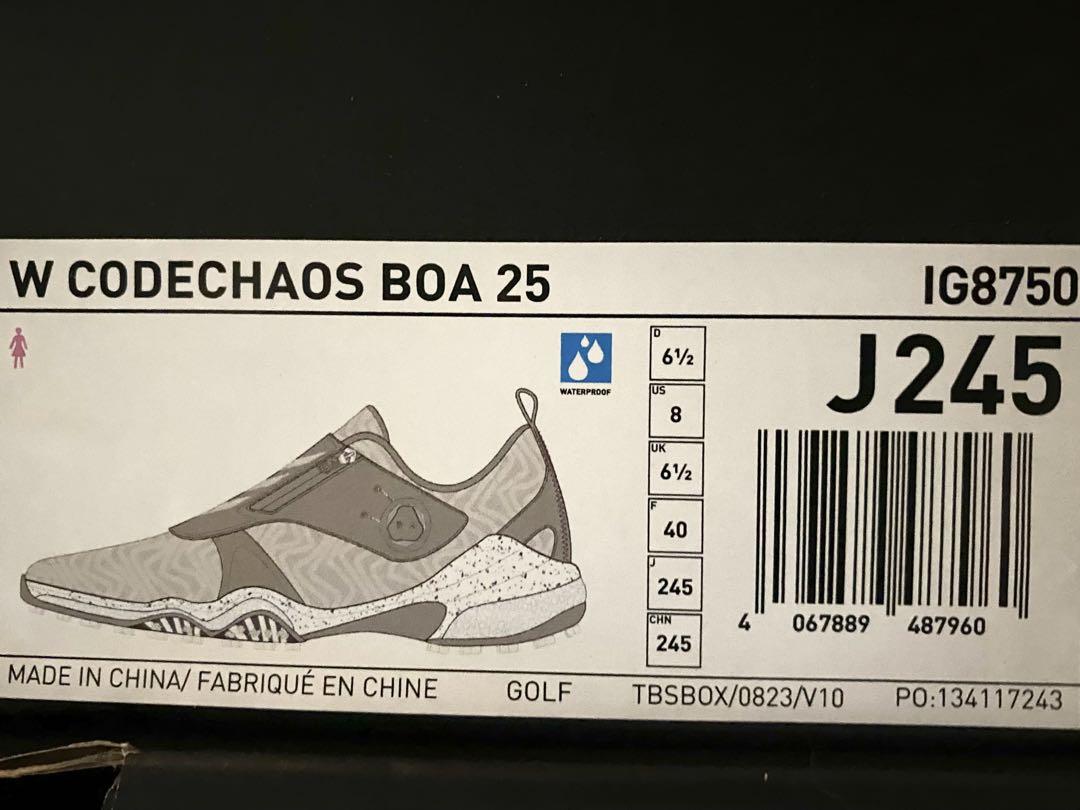 W CODECHAOS BOA 25 IG8750
WATERPROOF
D
6½
US
8
UK
6½
F
40
J
245
CHN
245
J 245
4 067889 487960
MADE IN CHINA/ FABRIQUÉ EN CHINE GOLF TBSBOX/0823/V10 PO:134117243